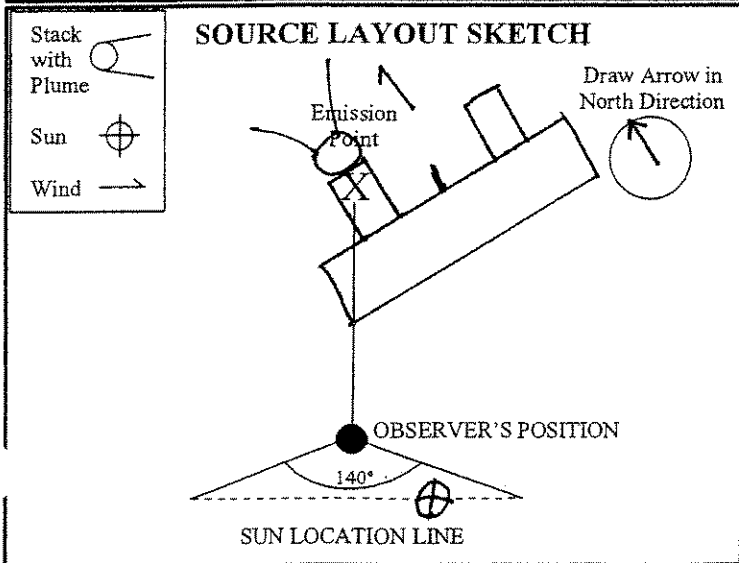 Stack
with
Plume
Sun
Wind
SOURCE LAYOUT SKETCH
Emission
Point
X
Draw Arrow in
North Direction
OBSERVER'S POSITION
140°
SUN LOCATION LINE